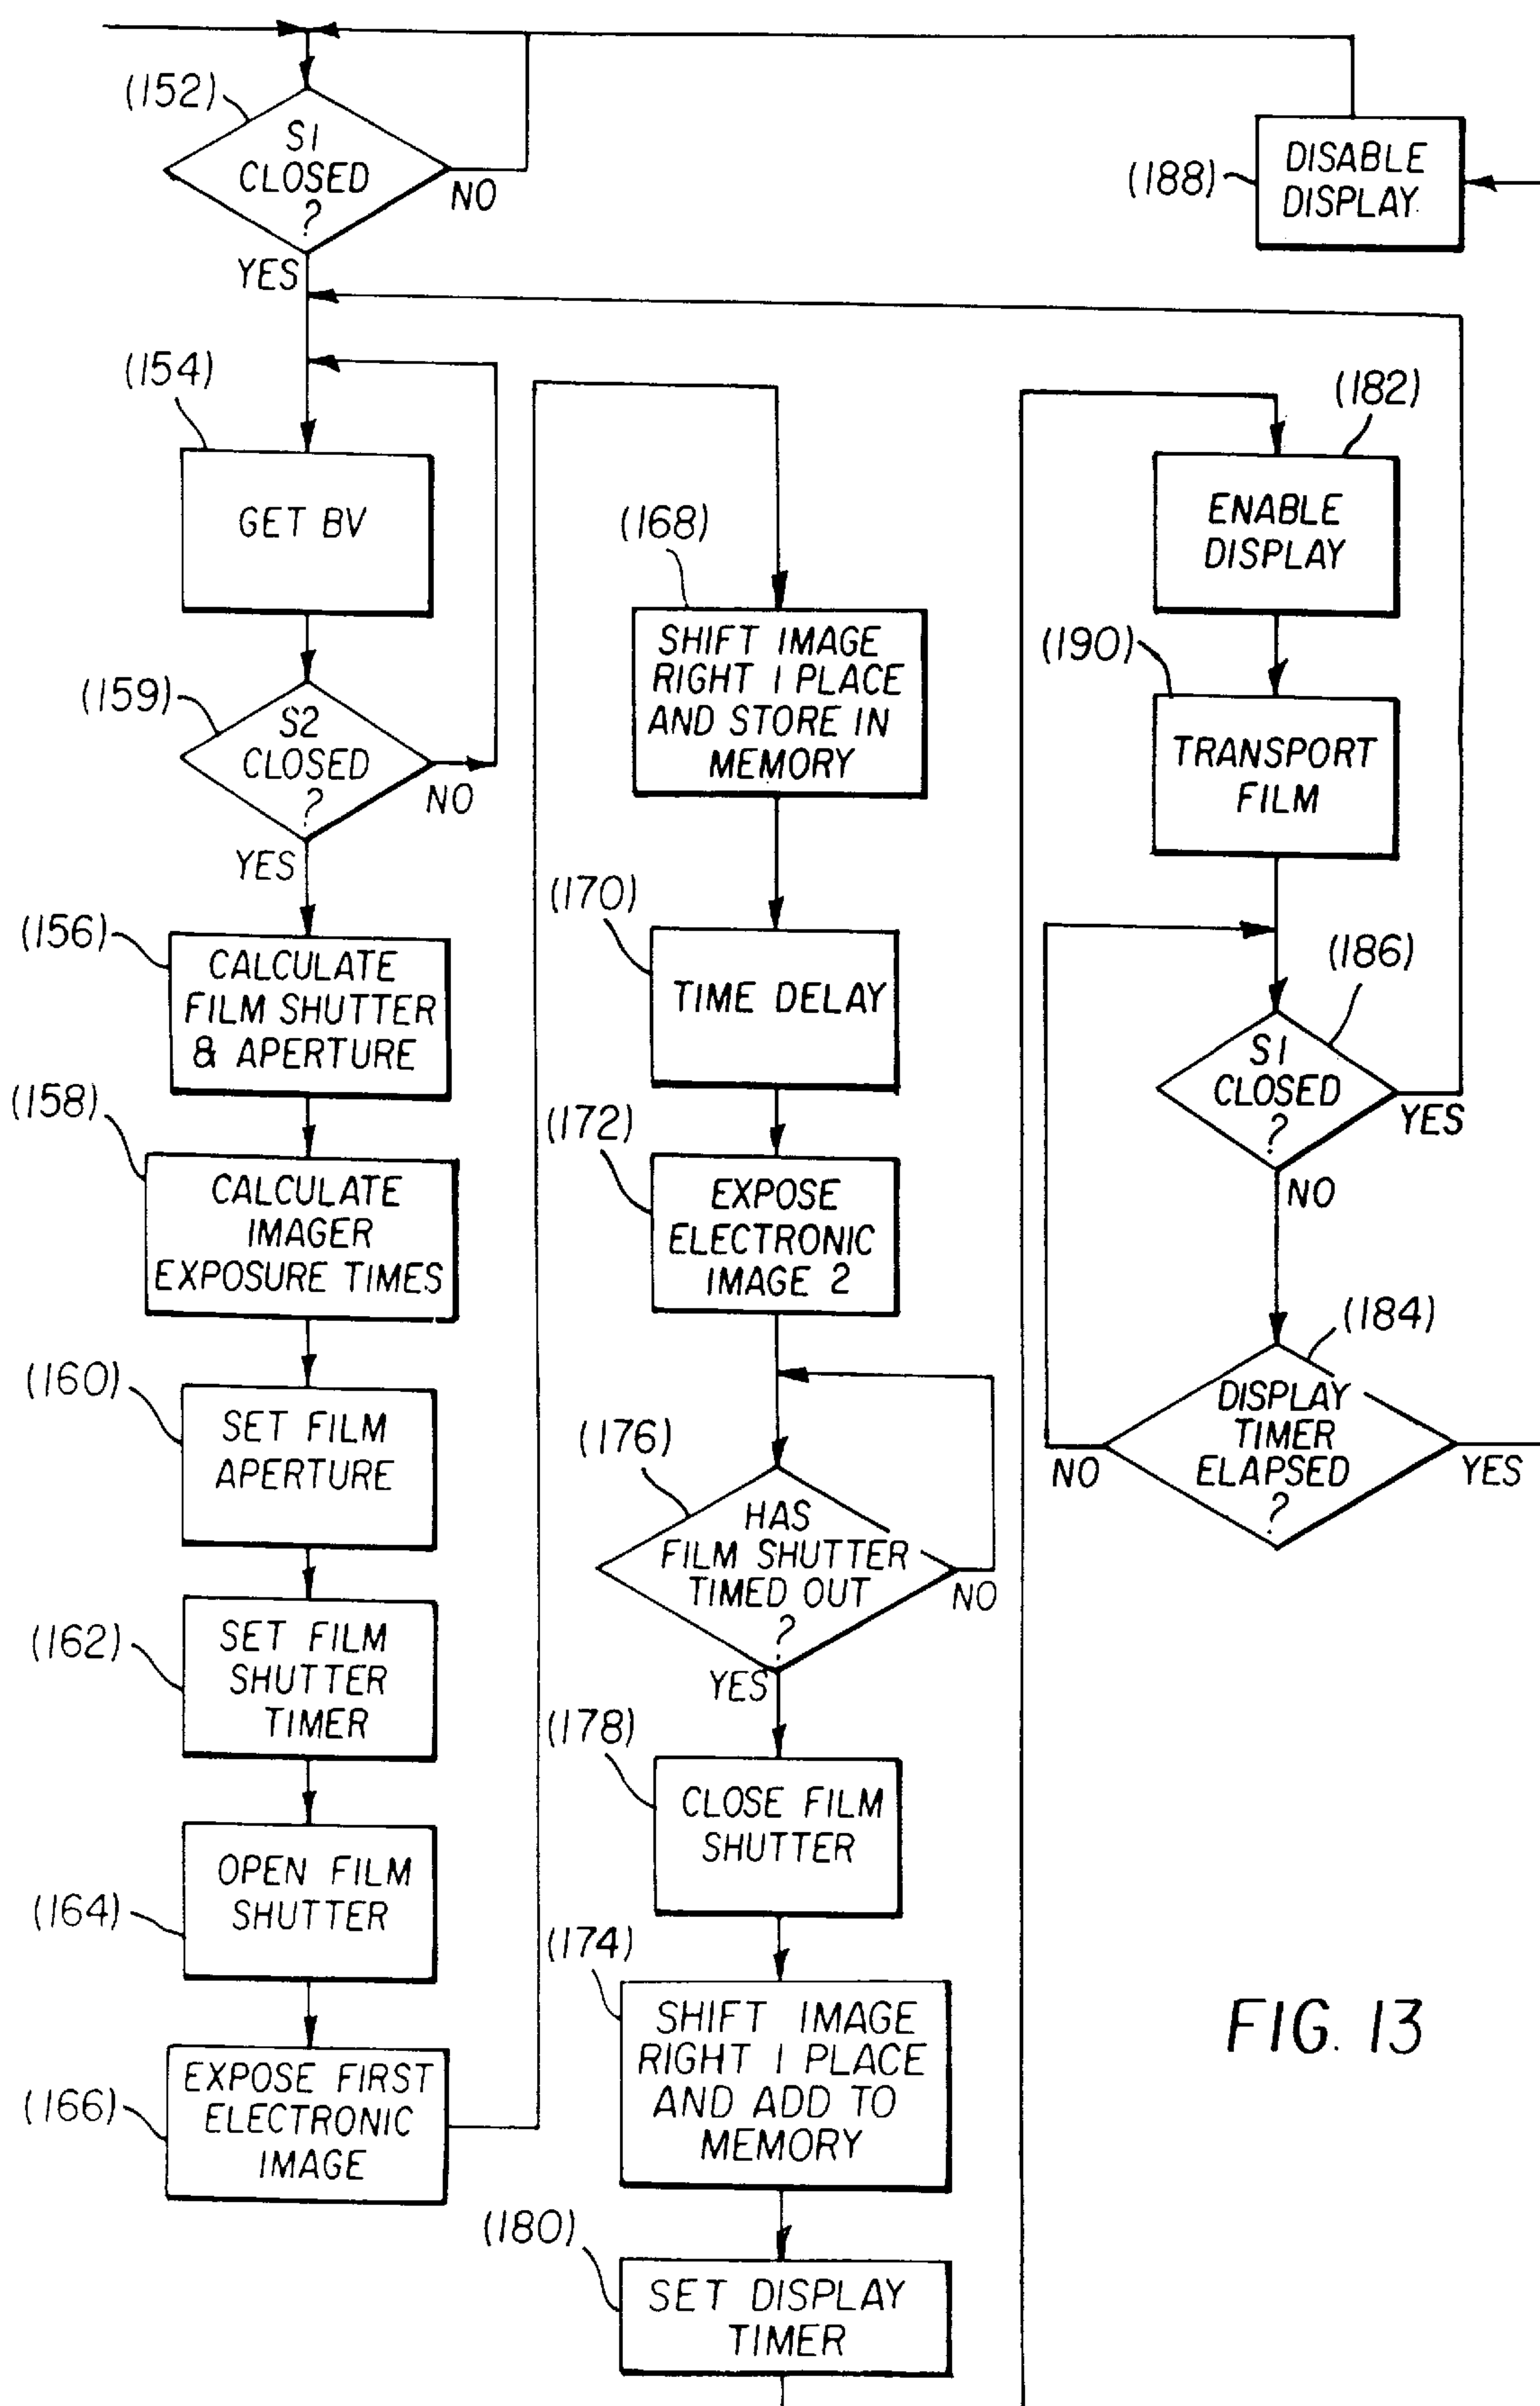 (152)
S1
CLOSED
?
NO
YES
(188)
DISABLE
DISPLAY
(154)
GET BV
(159)
S2
CLOSED
?
NO
YES
(156)
CALCULATE
FILM SHUTTER
& APERTURE
(158)
CALCULATE
IMAGER
EXPOSURE TIMES
(160)
SET FILM
APERTURE
(162)
SET FILM
SHUTTER
TIMER
(164)
OPEN FILM
SHUTTER
(166)
EXPOSE FIRST
ELECTRONIC
IMAGE
(168)
SHIFT IMAGE
RIGHT 1 PLACE
AND STORE IN
MEMORY
(170)
TIME DELAY
(172)
EXPOSE
ELECTRONIC
IMAGE 2
(176)
HAS
FILM SHUTTER
TIMED OUT
?
NO
YES
(178)
CLOSE FILM
SHUTTER
(174)
SHIFT IMAGE
RIGHT 1 PLACE
AND ADD TO
MEMORY
(180)
SET DISPLAY
TIMER
(182)
ENABLE
DISPLAY
(190)
TRANSPORT
FILM
(186)
S1
CLOSED
?
YES
NO
(184)
DISPLAY
TIMER
ELAPSED
?
NO
YES
FIG. 13